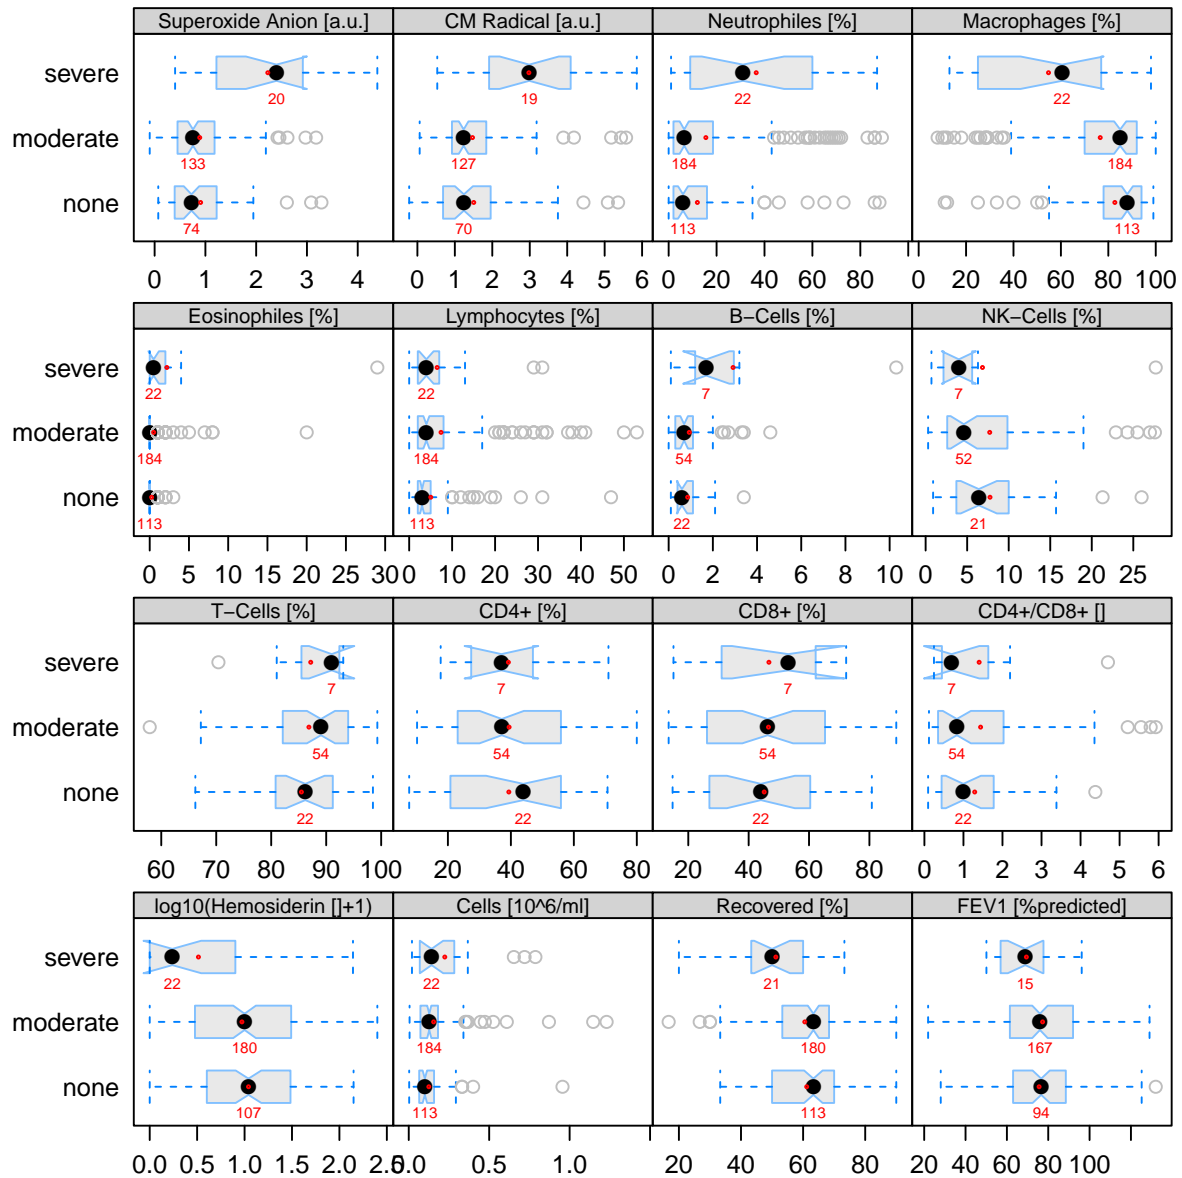 Superoxide Anion [a.u.] CM Radical [a.u.] Neutrophiles [%] Macrophages [%]
severe 20 19 22 22
moderate 133 127 184 184
none 74 70 113 113
0 1 2 3 4 0 1 2 3 4 5 6 0 20 40 60 80 0 20 40 60 80 100
Eosinophiles [%] Lymphocytes [%] B−Cells [%] NK−Cells [%]
severe 22 22 7 7
moderate 184 184 54 52
none 113 113 22 21
0 5 10 15 20 25 30 0 10 20 30 40 50 0 2 4 6 8 10 0 5 10 15 20 25
T−Cells [%] CD4+ [%] CD8+ [%] CD4+/CD8+ []
severe 7 7 7 7
moderate 54 54 54 54
none 22 22 22 22
60 70 80 90 100 20 40 60 80 20 40 60 80 0 1 2 3 4 5 6
log10(Hemosiderin []+1) Cells [10^6/ml] Recovered [%] FEV1 [%predicted]
severe 22 22 21 15
moderate 180 184 180 167
none 107 113 113 94
0.0 0.5 1.0 1.5 2.0 2.5 0.0 0.5 1.0 20 40 60 80 20 40 60 80 100